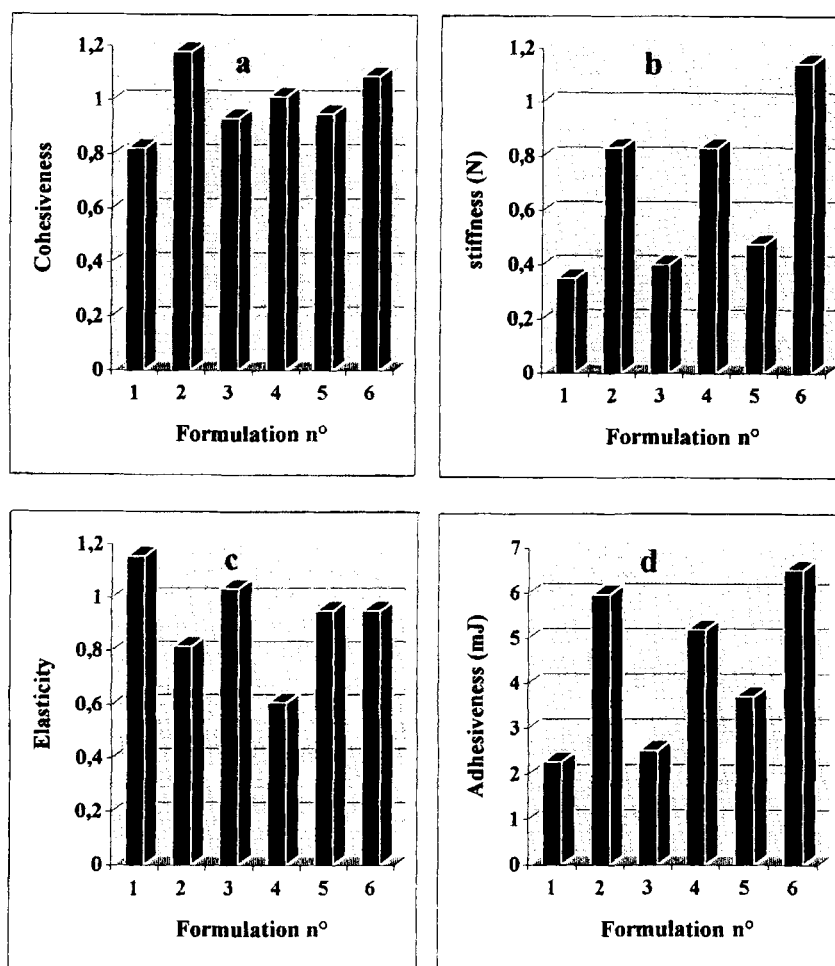 a
Cohesiveness
1,2
1
0,8
0,6
0,4
0,2
0
1 2 3 4 5 6
Formulation n°
b
stiffness (N)
1,2
1
0,8
0,6
0,4
0,2
0
1 2 3 4 5 6
Formulation n°
c
Elasticity
1,2
1
0,8
0,6
0,4
0,2
0
1 2 3 4 5 6
Formulation n°
d
Adhesiveness (mJ)
7
6
5
4
3
2
1
0
1 2 3 4 5 6
Formulation n°